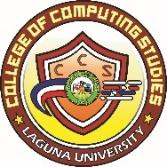 COLLEGE OF COMPUTING STUDIES
CCS
LAGUNA UNIVERSITY